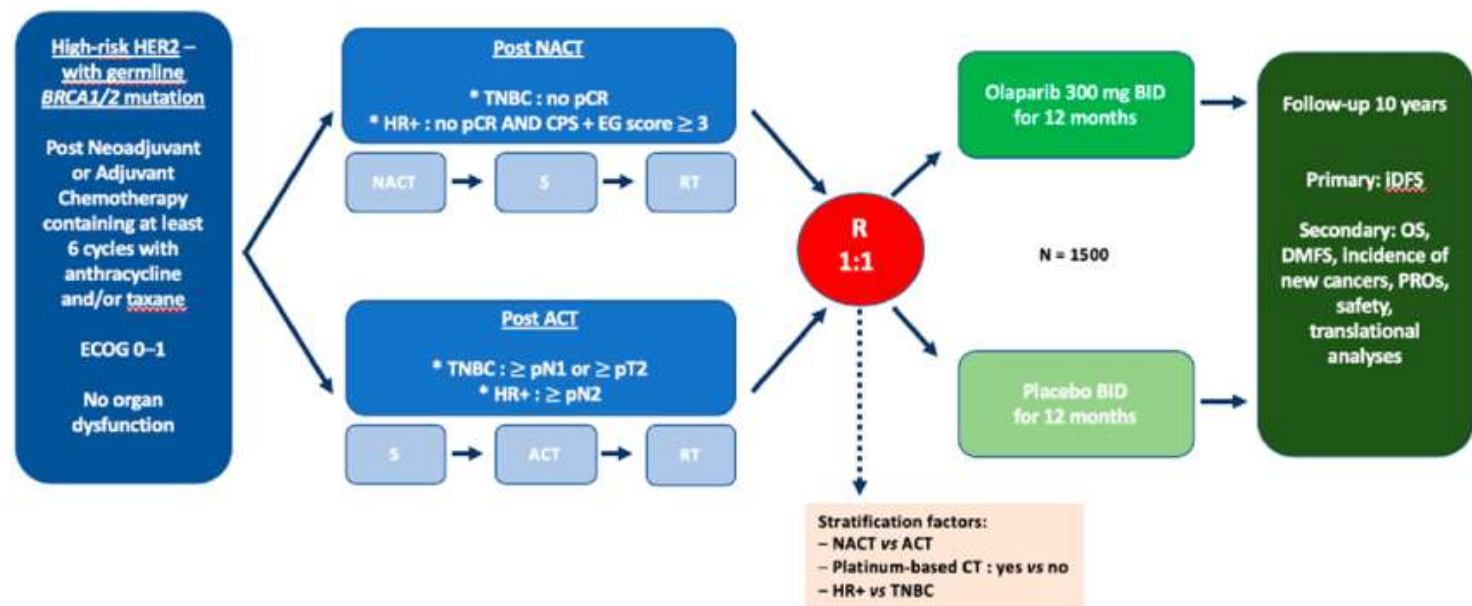 High-risk HER2 –
with germline
BRCA1/2 mutation
Post Neoadjuvant
or Adjuvant
Chemotherapy
containing at least
6 cycles with
anthracycline
and/or taxane
ECOG 0–1
No organ
dysfunction
Post NACT
* TNBC : no pCR
* HR+ : no pCR AND CPS + EG score ≥ 3
NACT
S
RT
Post ACT
* TNBC : ≥ pN1 or ≥ pT2
* HR+ : ≥ pN2
S
ACT
RT
R
1:1
Stratification factors:
– NACT vs ACT
– Platinum-based CT : yes vs no
– HR+ vs TNBC
Olaparib 300 mg BID
for 12 months
N = 1500
Placebo BID
for 12 months
Follow-up 10 years
Primary: iDFS
Secondary: OS,
DMFS, incidence of
new cancers, PROs,
safety,
translational
analyses